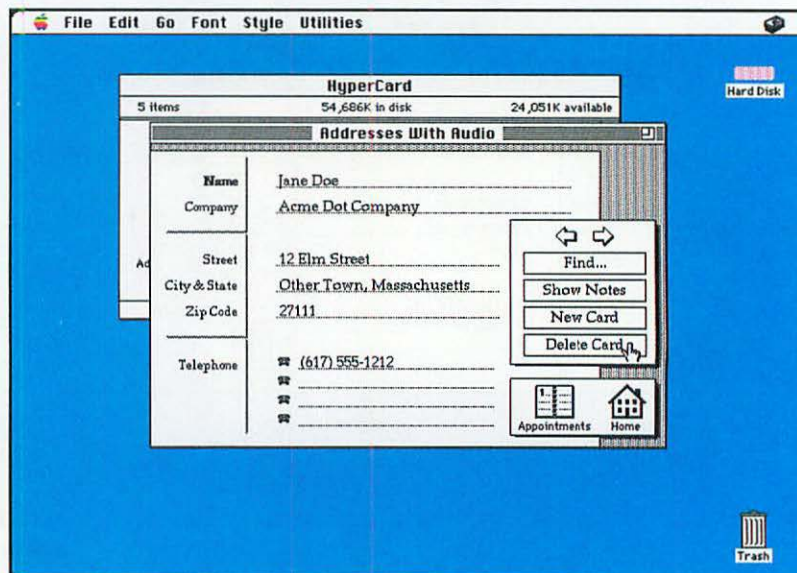 File Edit Go Font Style Utilities
HyperCard
5 items 54,686K in disk 24,051K available
Hard Disk
Addresses With Audio
Name Jane Doe
Company Acme Dot Company
Ad
Street 12 Elm Street
City & State Other Town, Massachusetts
Zip Code 27111
Telephone (617) 555-1212
Find...
Show Notes
New Card
Delete Card
1
Appointments Home
Trash